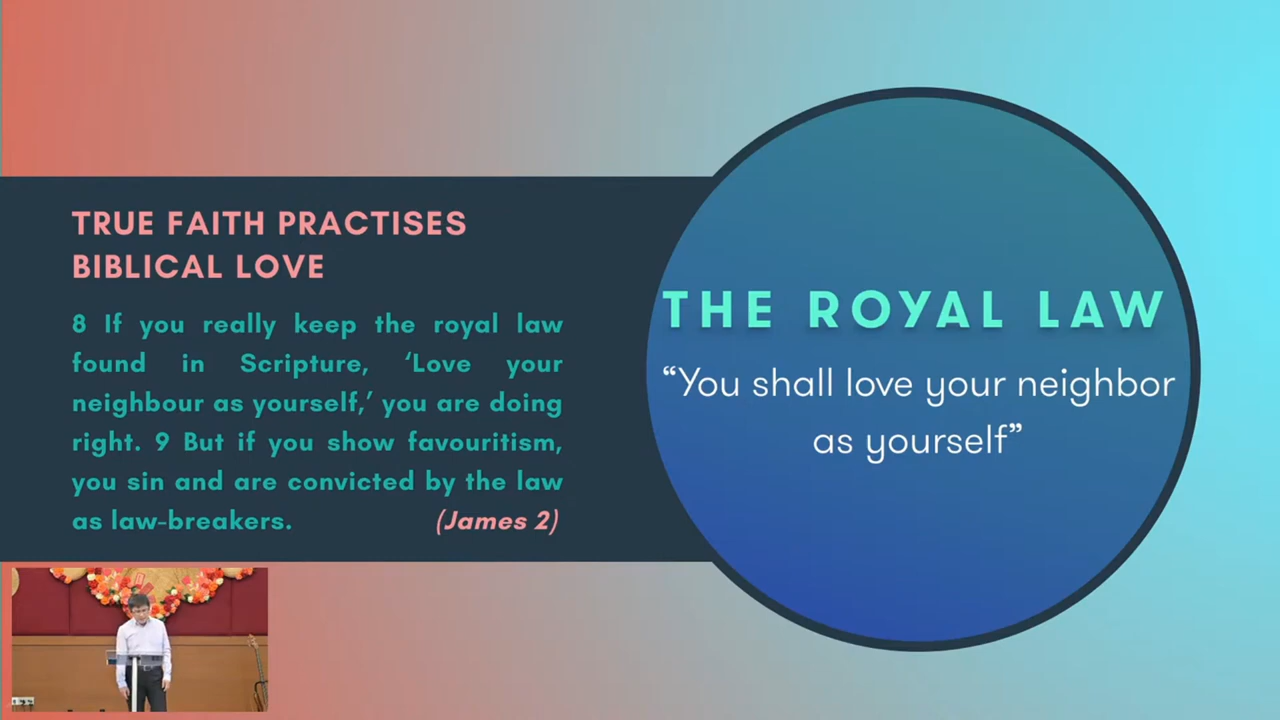 TRUE FAITH PRACTISES
BIBLICAL LOVE
8 If you really keep the royal law
found in Scripture, ‘Love your
neighbour as yourself,’ you are doing
right. 9 But if you show favouritism,
you sin and are convicted by the law
as law-breakers. (James 2)
THE ROYAL LAW
“You shall love your neighbor
as yourself”